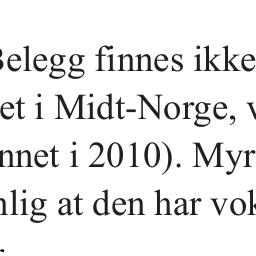 Belegg finnes ikke
et i Midt-Norge, v
nnet i 2010). Myr
nlig at den har vok